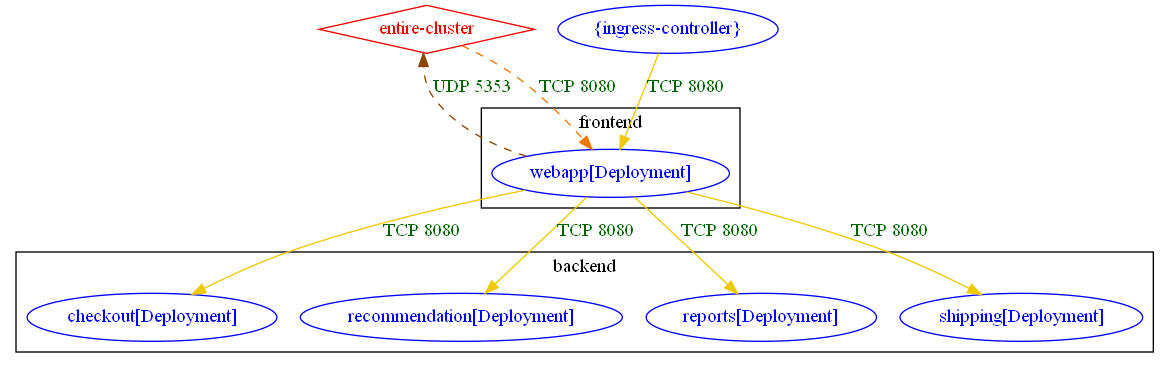 entire-cluster
{ingress-controller}
UDP 5353
TCP 8080
TCP 8080
frontend
webapp[Deployment]
TCP 8080
TCP 8080
TCP 8080
TCP 8080
backend
checkout[Deployment]
recommendation[Deployment]
reports[Deployment]
shipping[Deployment]